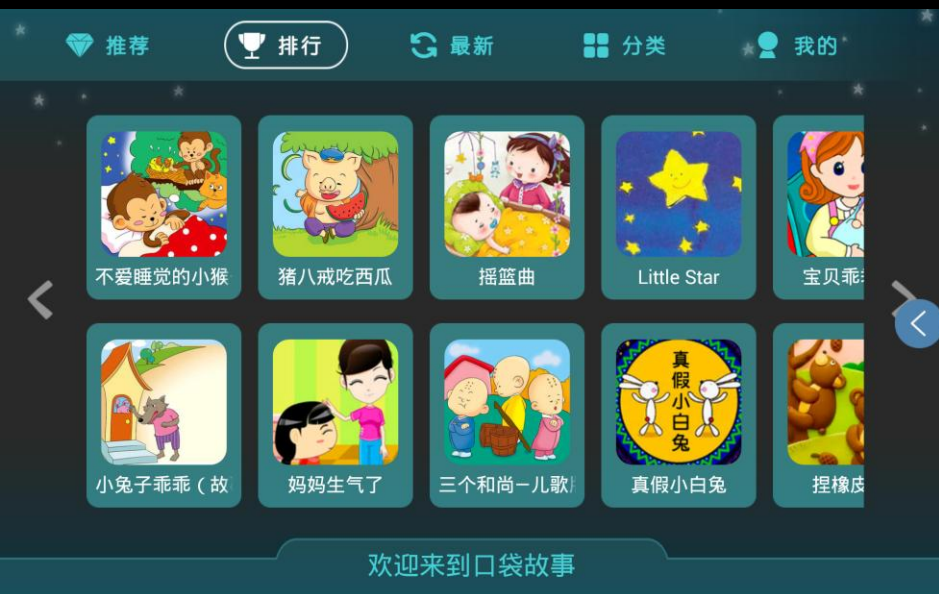 推荐
排行
最新
分类
我的
不爱睡觉的小猴
猪八戒吃西瓜
摇篮曲
Little Star
宝贝乖
真假小白兔
小兔子乖乖（故
妈妈生气了
三个和尚－儿歌
真假小白兔
捏橡皮
欢迎来到口袋故事